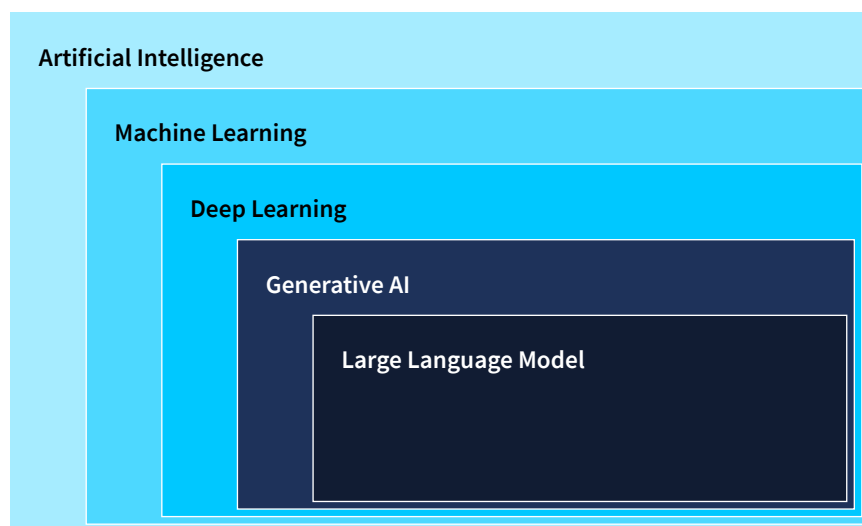 Artificial Intelligence
Machine Learning
Deep Learning
Generative AI
Large Language Model